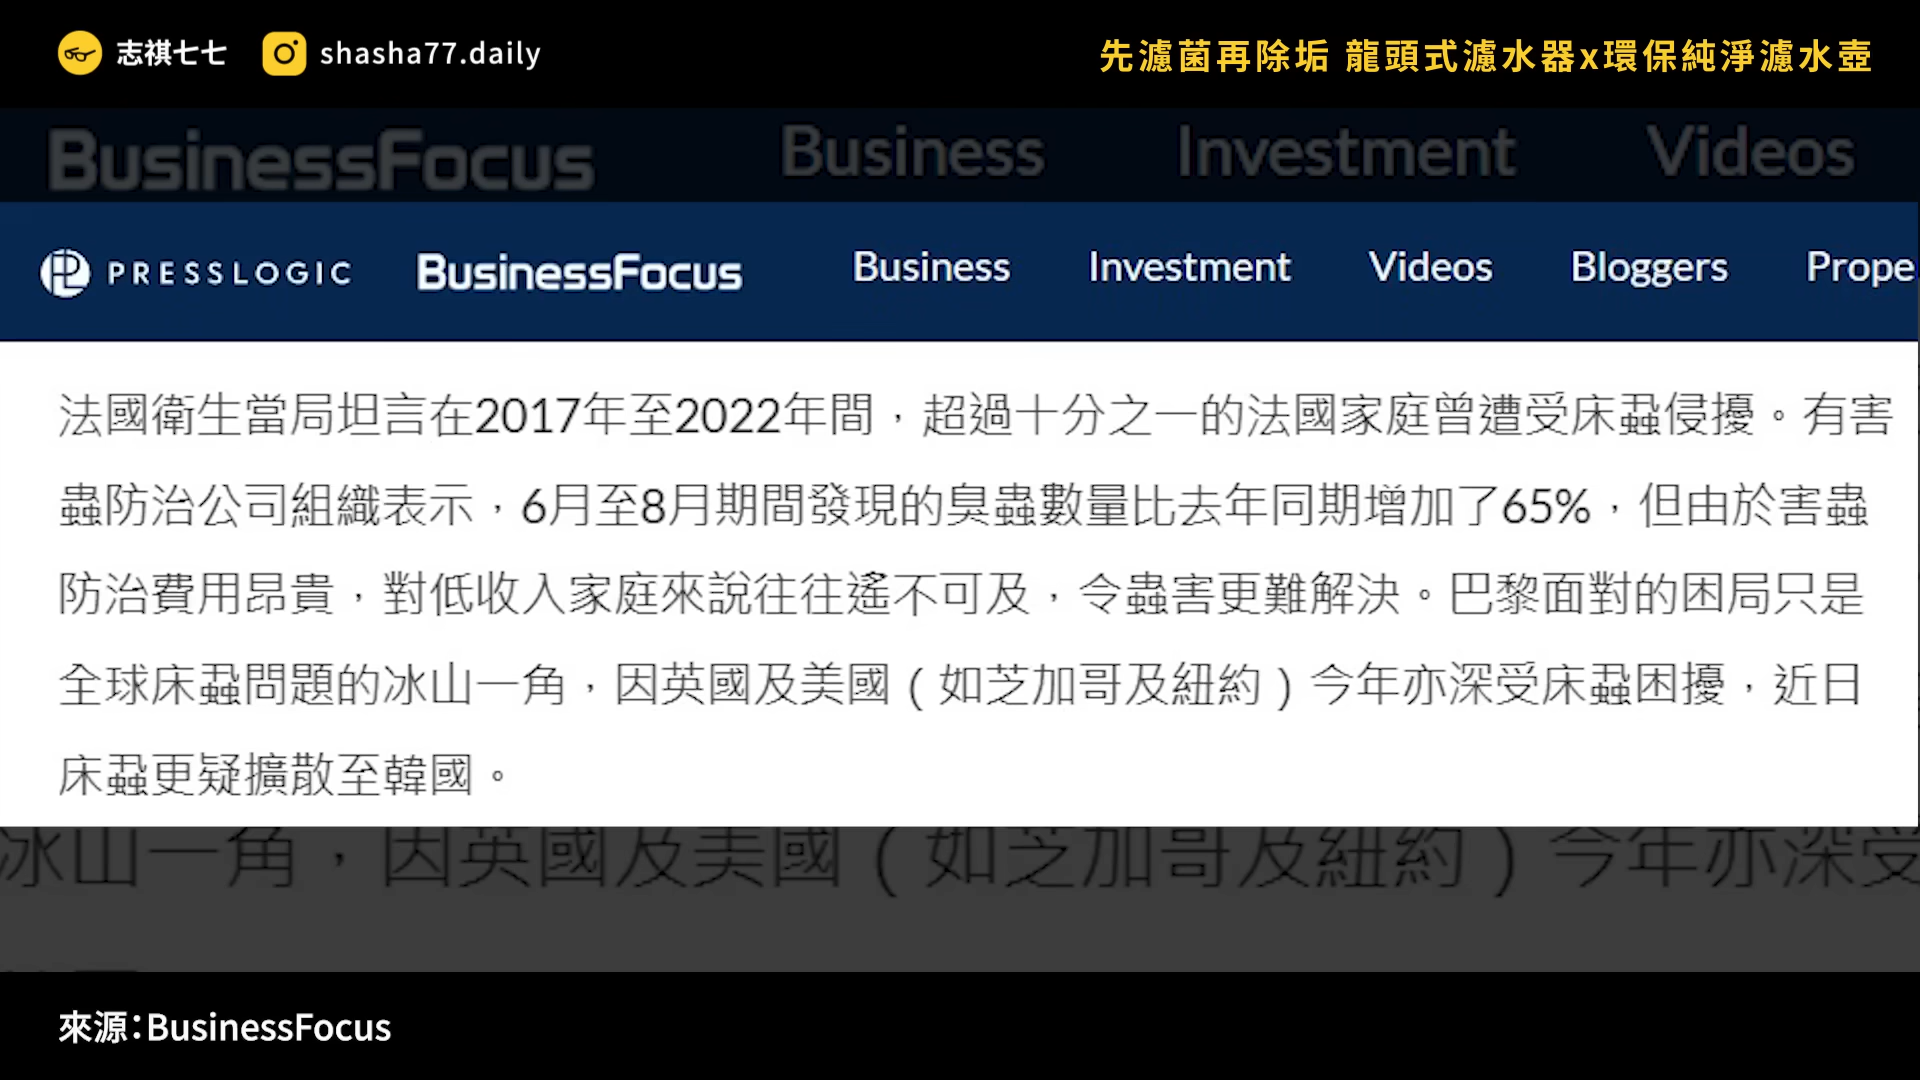 志祺七七 shasha77.daily
先濾菌再除垢 龍頭式濾水器x環保純淨濾水壺
BusinessFocus Business Investment Videos
PRESSLOGIC BusinessFocus Business Investment Videos Bloggers Prope
法國衛生當局坦言在2017年至2022年間，超過十分之一的法國家庭曾遭受床蝨侵擾。有害
蟲防治公司組織表示，6月至8月期間發現的臭蟲數量比去年同期增加了65%，但由於害蟲
防治費用昂貴，對低收入家庭來說往往遙不可及，令蟲害更難解決。巴黎面對的困局只是
全球床蝨問題的冰山一角，因英國及美國（如芝加哥及紐約）今年亦深受床蝨困擾，近日
床蝨更疑擴散至韓國。
冰山一角，因英國及美國（如芝加哥及紐約）今年亦深受
來源：BusinessFocus